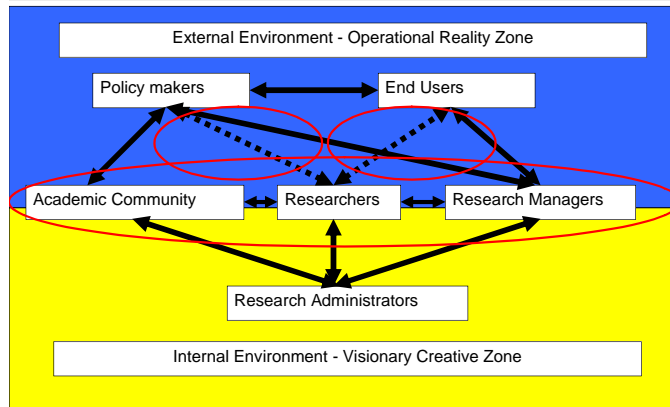 External Environment - Operational Reality Zone
Policy makers
End Users
Academic Community
Researchers
Research Managers
Research Administrators
Internal Environment - Visionary Creative Zone